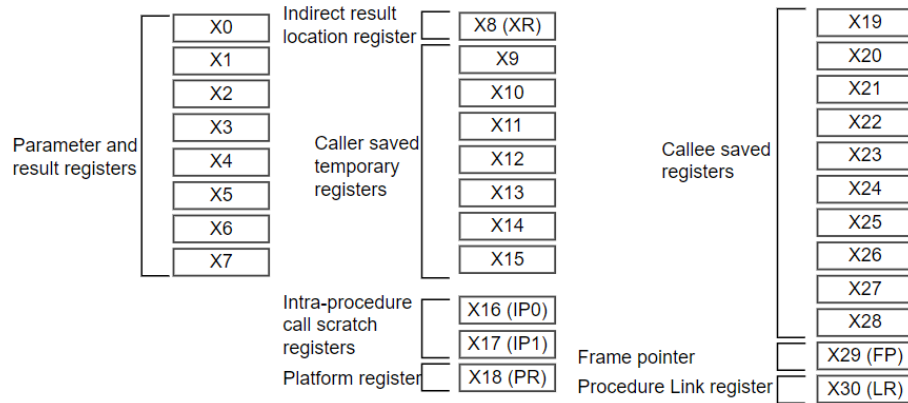 Parameter and
result registers
X0
X1
X2
X3
X4
X5
X6
X7
Indirect result
location register
X8 (XR)
Caller saved
temporary
registers
X9
X10
X11
X12
X13
X14
X15
Intra-procedure
call scratch
registers
X16 (IP0)
X17 (IP1)
Platform register
X18 (PR)
Callee saved
registers
X19
X20
X21
X22
X23
X24
X25
X26
X27
X28
Frame pointer
X29 (FP)
Procedure Link register
X30 (LR)